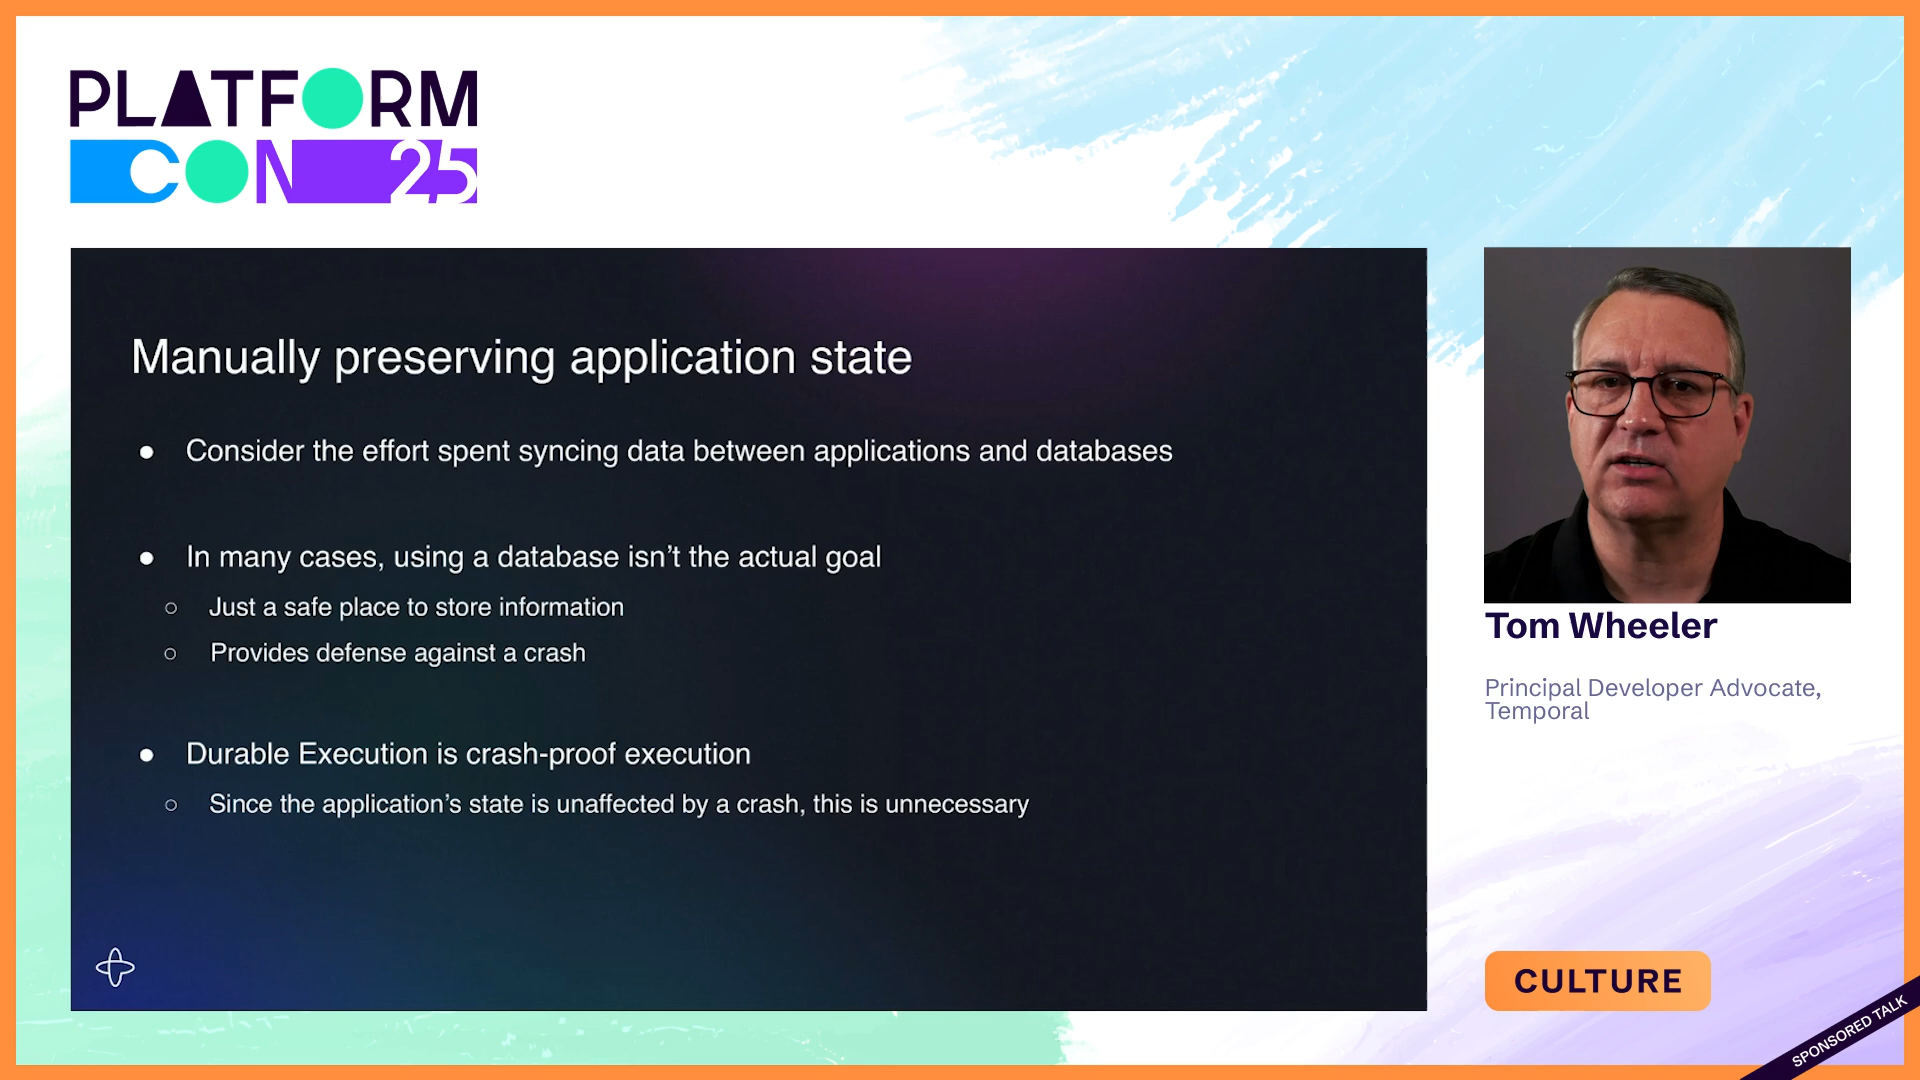 PLATFORM
CON 25
Manually preserving application state
● Consider the effort spent syncing data between applications and databases
● In many cases, using a database isn’t the actual goal
○ Just a safe place to store information
○ Provides defense against a crash
● Durable Execution is crash-proof execution
○ Since the application’s state is unaffected by a crash, this is unnecessary
Tom Wheeler
Principal Developer Advocate,
Temporal
CULTURE
SPONSORED TALK